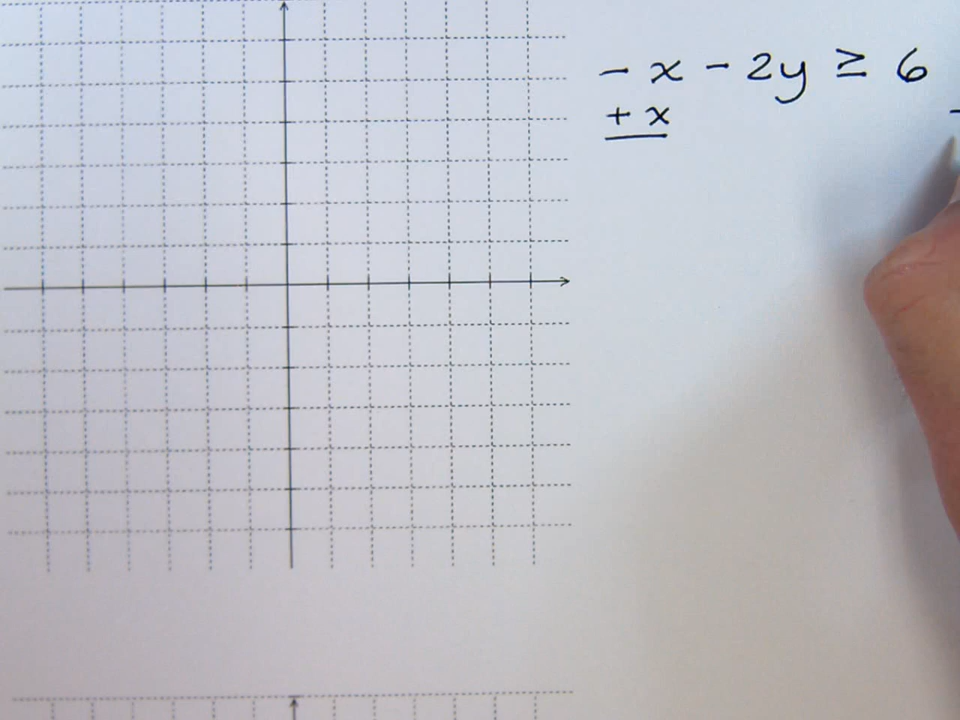 - x - 2y ≥ 6
+ x